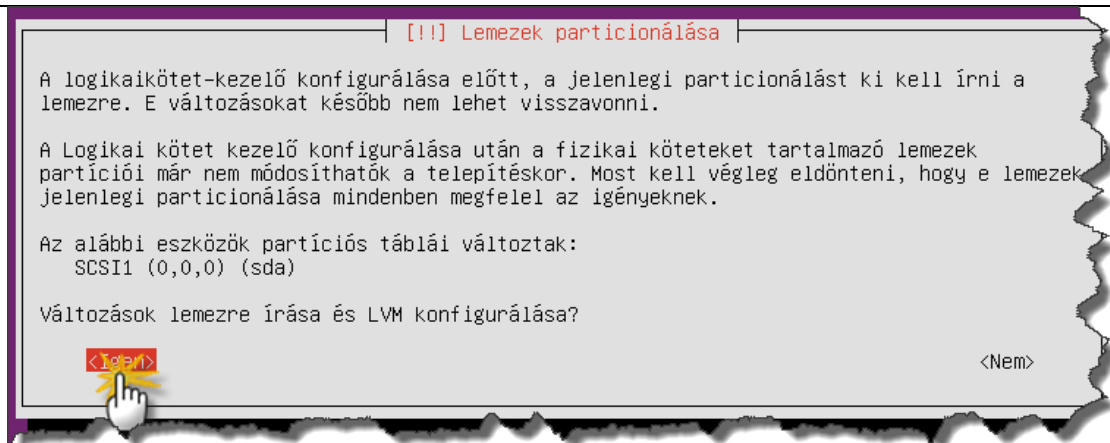 [!!] Lemezek particionálása
A logikaikötet-kezelő konfigurálása előtt, a jelenlegi particionálást ki kell írni a
lemezre. E változásokat később nem lehet visszavonni.
A Logikai kötet kezelő konfigurálása után a fizikai köteteket tartalmazó lemezek
partíciói már nem módosíthatók a telepítéskor. Most kell végleg eldönteni, hogy e lemezek
jelenlegi particionálása mindenben megfelel az igényeknek.
Az alábbi eszközök partíciós táblái változtak:
SCSI1 (0,0,0) (sda)
Változások lemezre írása és LVM konfigurálása?
<Igen> <Nem>